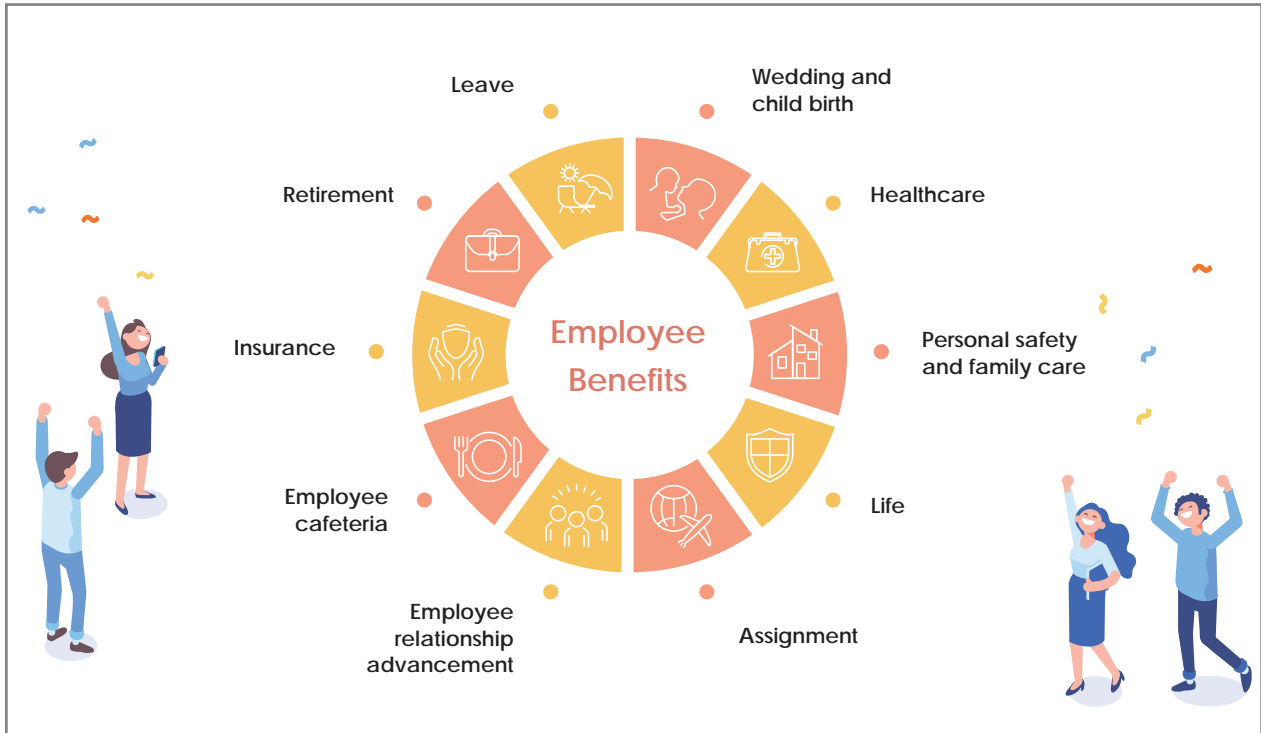 Leave
Wedding and
child birth
Retirement
Healthcare
Insurance
Employee
Benefits
Personal safety
and family care
Employee
cafeteria
Life
Employee
relationship
advancement
Assignment